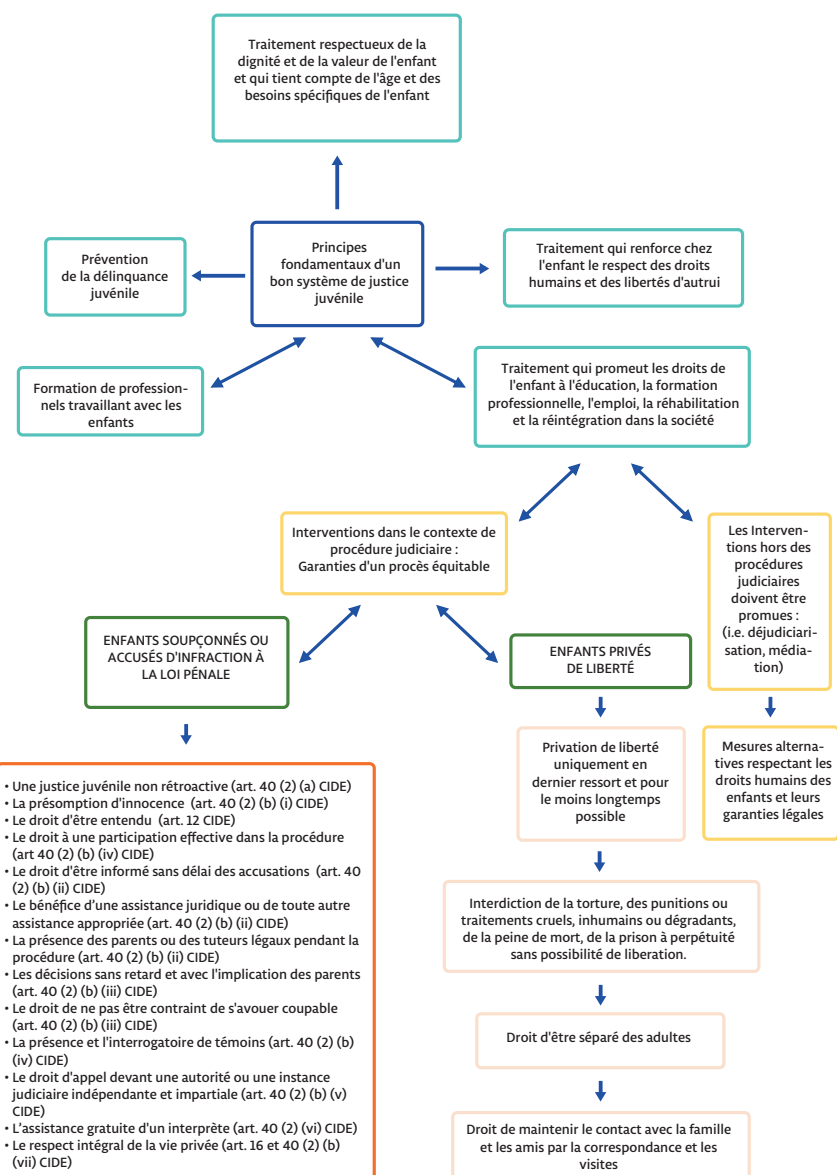 Traitement respectueux de la
dignité et de la valeur de l'enfant
et qui tient compte de l'âge et des
besoins spécifiques de l'enfant
Prévention
de la délinquance
juvénile
Principes
fondamentaux d'un
bon système de justice
juvénile
Traitement qui renforce chez
l'enfant le respect des droits
humains et des libertés d'autrui
Formation de profession-
nels travaillant avec les
enfants
Traitement qui promeut les droits de
l'enfant à l'éducation, la formation
professionnelle, l'emploi, la réhabilitation
et la réintégration dans la société
Interventions dans le contexte de
procédure judiciaire :
Garanties d'un procès équitable
Les Interven-
tions hors des
procédures
judiciaires
doivent être
promues :
(i.e. déjudiciari-
sation, média-
tion)
ENFANTS SOUPÇONNÉS OU
ACCUSÉS D'INFRACTION À
LA LOI PÉNALE
ENFANTS PRIVÉS
DE LIBERTÉ
Mesures alterna-
tives respectant les
droits humains des
enfants et leurs
garanties légales
Privation de liberté
uniquement en
dernier ressort et pour
le moins longtemps
possible
• Une justice juvénile non rétroactive (art. 40 (2) (a) CIDE)
• La présomption d'innocence (art. 40 (2) (b) (i) CIDE)
• Le droit d'être entendu (art. 12 CIDE)
• Le droit à une participation effective dans la procédure
(art 40 (2) (b) (iv) CIDE)
• Le droit d'être informé sans délai des accusations (art. 40
(2) (b) (ii) CIDE)
• Le bénéfice d'une assistance juridique ou de toute autre
assistance appropriée (art. 40 (2) (b) (ii) CIDE)
• La présence des parents ou des tuteurs légaux pendant la
procédure (art. 40 (2) (b) (ii) CIDE)
• Les décisions sans retard et avec l'implication des parents
(art. 40 (2) (b) (iii) CIDE)
• Le droit de ne pas être contraint de s'avouer coupable
(art. 40 (2) (b) (iii) CIDE)
• La présence et l'interrogatoire de témoins (art. 40 (2) (b)
(iv) CIDE)
• Le droit d'appel devant une autorité ou une instance
judiciaire indépendante et impartiale (art. 40 (2) (b) (v)
CIDE)
• L'assistance gratuite d'un interprète (art. 40 (2) (vi) CIDE)
• Le respect intégral de la vie privée (art. 16 et 40 (2) (b)
(vii) CIDE)
Interdiction de la torture, des punitions ou
traitements cruels, inhumains ou dégradants,
de la peine de mort, de la prison à perpétuité
sans possibilité de liberation.
Droit d'être séparé des adultes
Droit de maintenir le contact avec la famille
et les amis par la correspondance et les
visites